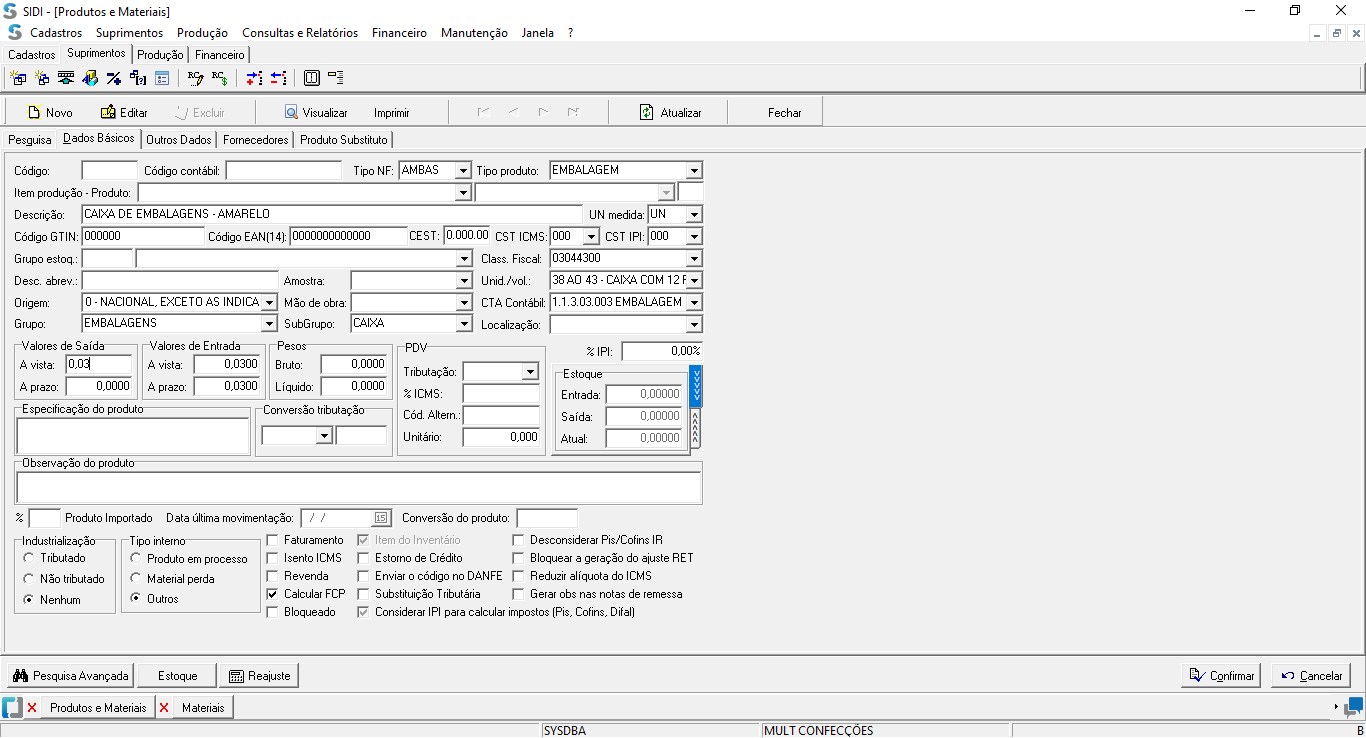 SIDI - [Produtos e Materiais]
Cadastros Suprimentos Produção Consultas e Relatórios Financeiro Manutenção Janela ?
Cadastros Suprimentos Produção Financeiro
Novo Editar Excluir Visualizar Imprimir Atualizar Fechar
Pesquisa Dados Básicos Outros Dados Fornecedores Produto Substituto
Código: Código contábil: Tipo NF: AMBAS Tipo produto: EMBALAGEM
Item produção - Produto:
Descrição: CAIXA DE EMBALAGENS - AMARELO UN medida: UN
Código GTIN: 000000 Código EAN(14): 0000000000000 CEST: 0.000.00 CST ICMS: 000 CST IPI: 000
Grupo estoq.: Class. Fiscal: 03044300
Desc. abrev.: Amostra: Unid./vol.: 38 AO 43 - CAIXA COM 12 F
Origem: 0 - NACIONAL, EXCETO AS INDICA Mão de obra: CTA Contábil: 1.1.3.03.003 EMBALAGEM
Grupo: EMBALAGENS SubGrupo: CAIXA Localização:
Valores de Saída Valores de Entrada Pesos PDV % IPI: 0,00%
A vista: 0,03 A vista: 0,0300 Bruto: 0,0000 Tributação: Estoque
A prazo: 0,0000 A prazo: 0,0300 Líquido: 0,0000 % ICMS: Entrada: 0,00000
Especificação do produto Conversão tributação Cód. Altern.: Saída: 0,00000
Unitário: 0,000 Atual: 0,00000
Observação do produto
% Produto Importado Data última movimentação: / / 15 Conversão do produto:
Industrialização Tipo interno Faturamento Item do Inventário Desconsiderar Pis/Cofins IR
Tributado Produto em processo Isento ICMS Estorno de Crédito Bloquear a geração do ajuste RET
Não tributado Material perda Revenda Enviar o código no DANFE Reduzir alíquota do ICMS
Nenhum Outros Calcular FCP Substituição Tributária Gerar obs nas notas de remessa
Bloqueado Considerar IPI para calcular impostos (Pis, Cofins, Difal)
Pesquisa Avançada Estoque Reajuste Confirmar Cancelar
Produtos e Materiais Materiais
SYSDBA MULT CONFECÇÕES B